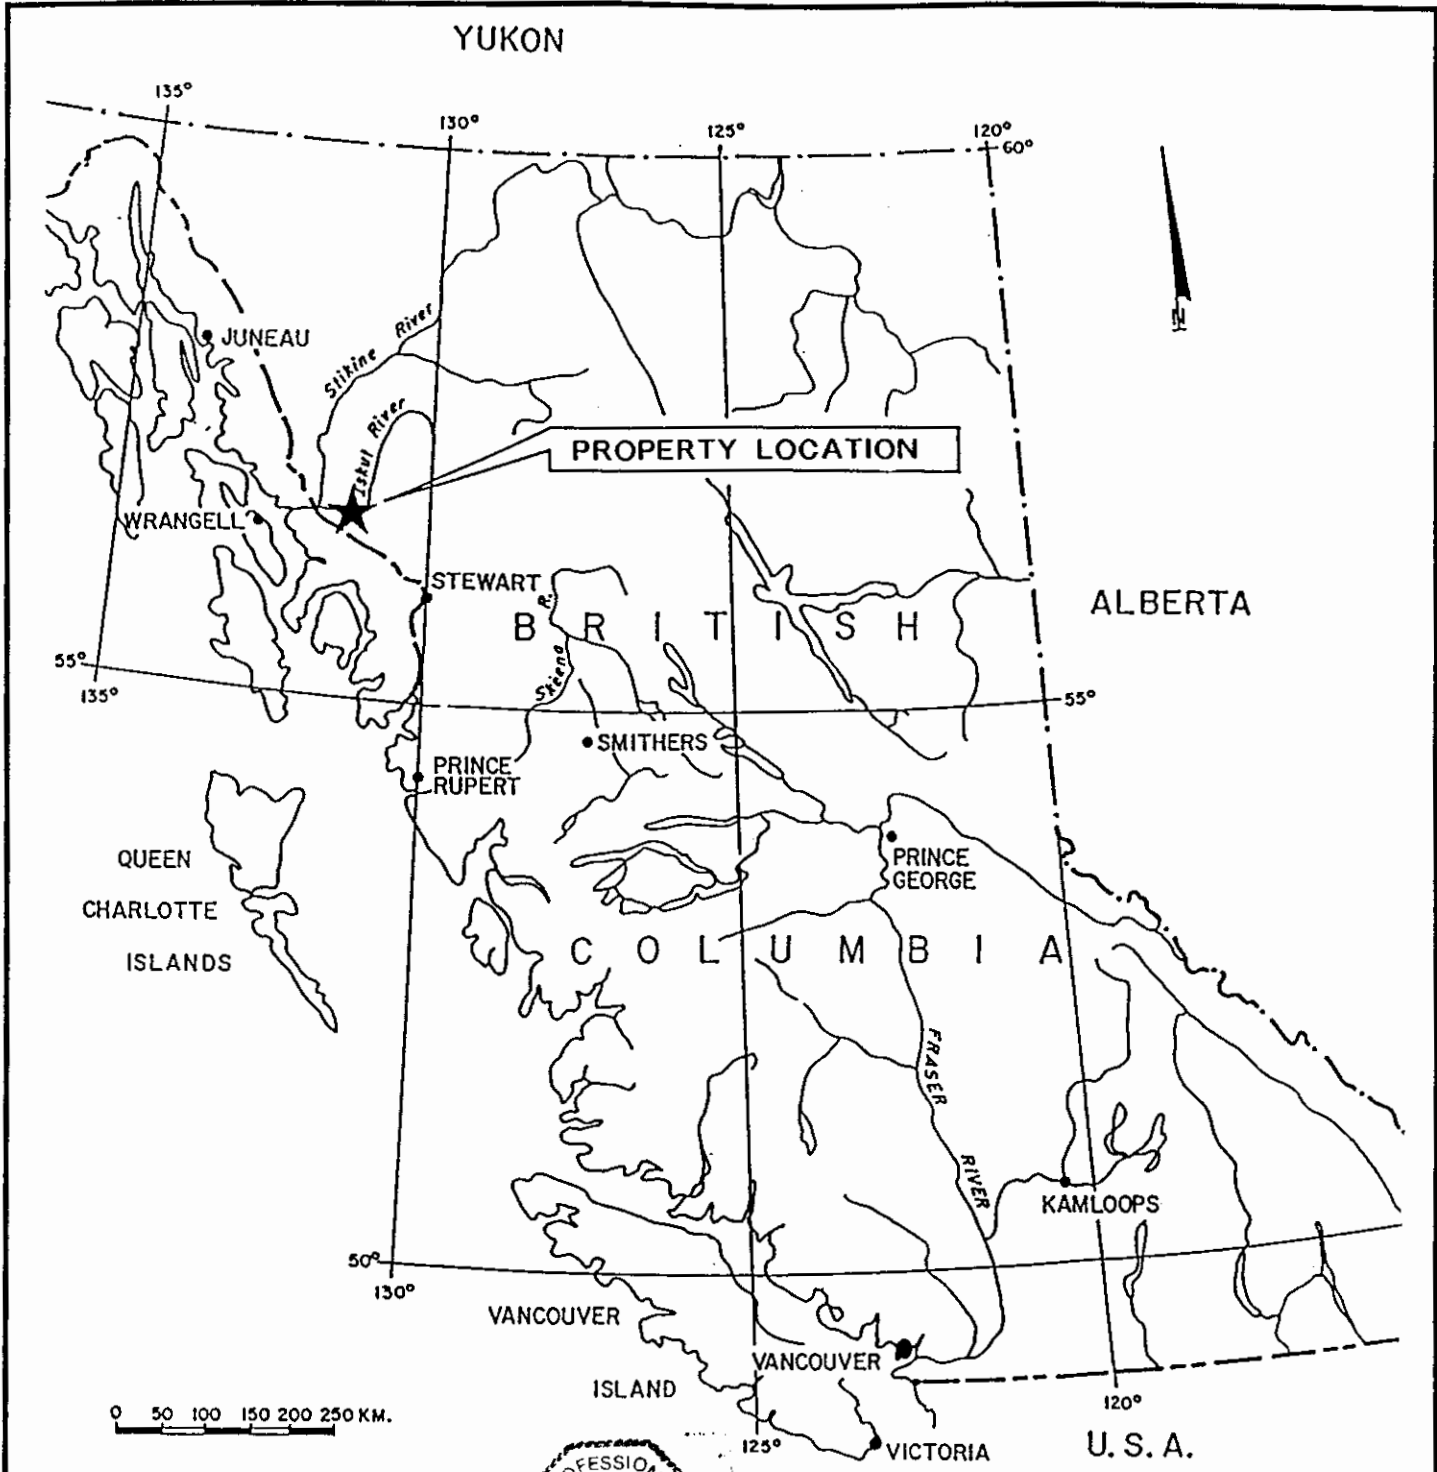 YUKON
135°
130°
125°
120°
60°
N
JUNEAU
Stikine River
Iskut River
PROPERTY LOCATION
WRANGELL
STEWART
BRITISH
ALBERTA
Skeena R.
55°
135°
55°
SMITHERS
PRINCE
RUPERT
QUEEN
CHARLOTTE
ISLANDS
PRINCE
GEORGE
COLUMBIA
FRASER RIVER
KAMLOOPS
50°
130°
VANCOUVER
ISLAND
VANCOUVER
120°
0 50 100 150 200 250 KM.
125°
VICTORIA
U.S.A.